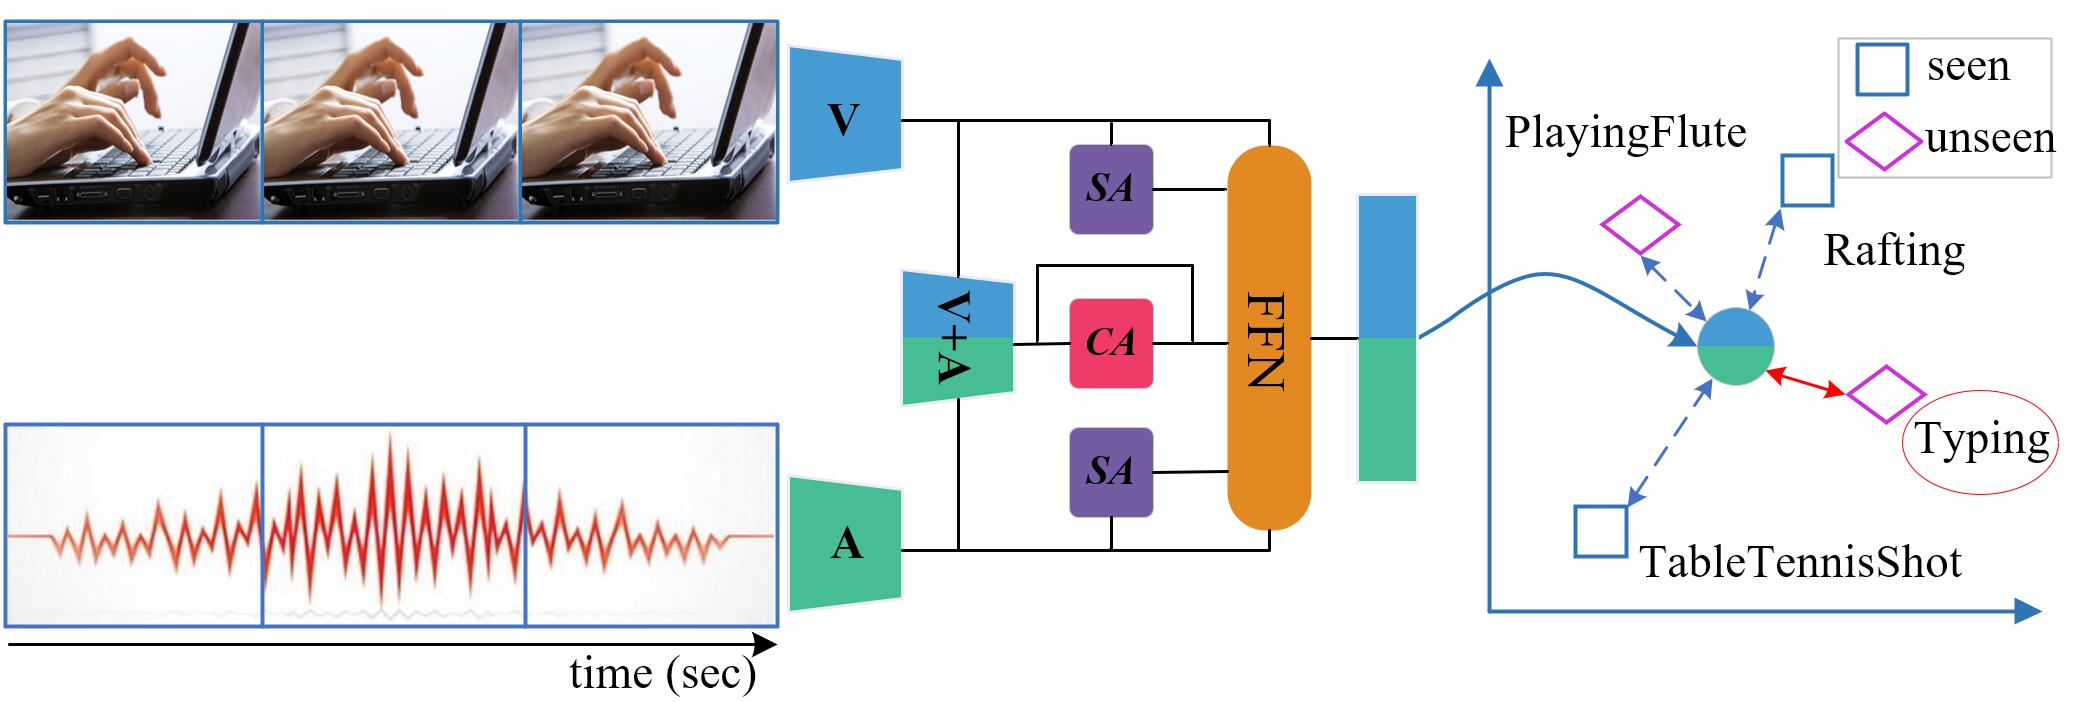 V
SA
V+A
CA
FFN
SA
A
time (sec)
seen
unseen
PlayingFlute
Rafting
Typing
TableTennisShot